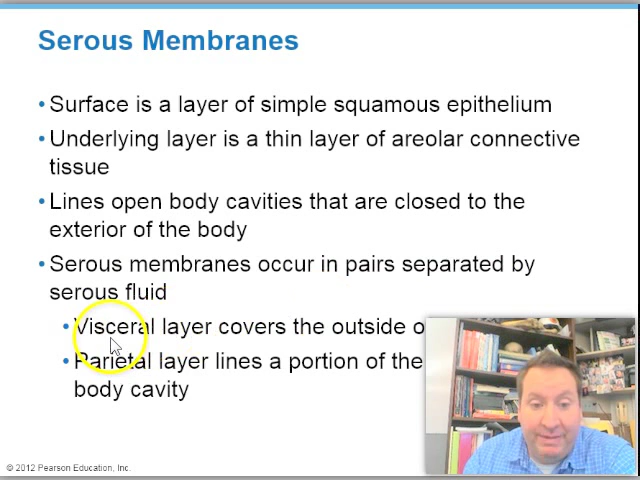 Serous Membranes
• Surface is a layer of simple squamous epithelium
• Underlying layer is a thin layer of areolar connective
tissue
• Lines open body cavities that are closed to the
exterior of the body
• Serous membranes occur in pairs separated by
serous fluid
• Visceral layer covers the outside
• Parietal layer lines a portion of the
body cavity
© 2012 Pearson Education, Inc.